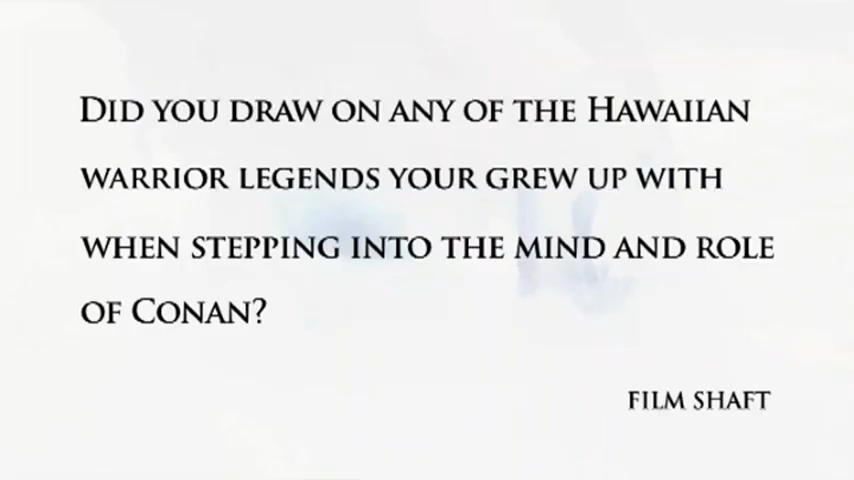 Did you draw on any of the Hawaiian
warrior legends your grew up with
when stepping into the mind and role
of Conan?
FILM SHAFT